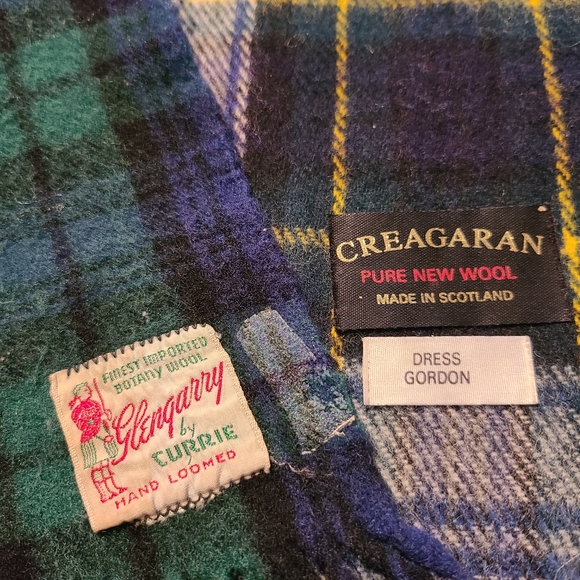 FINEST IMPORTED
BOTANY WOOL
Glengarry
by
CURRIE
HAND LOOMED
CREAGARAN
PURE NEW WOOL
MADE IN SCOTLAND
DRESS
GORDON